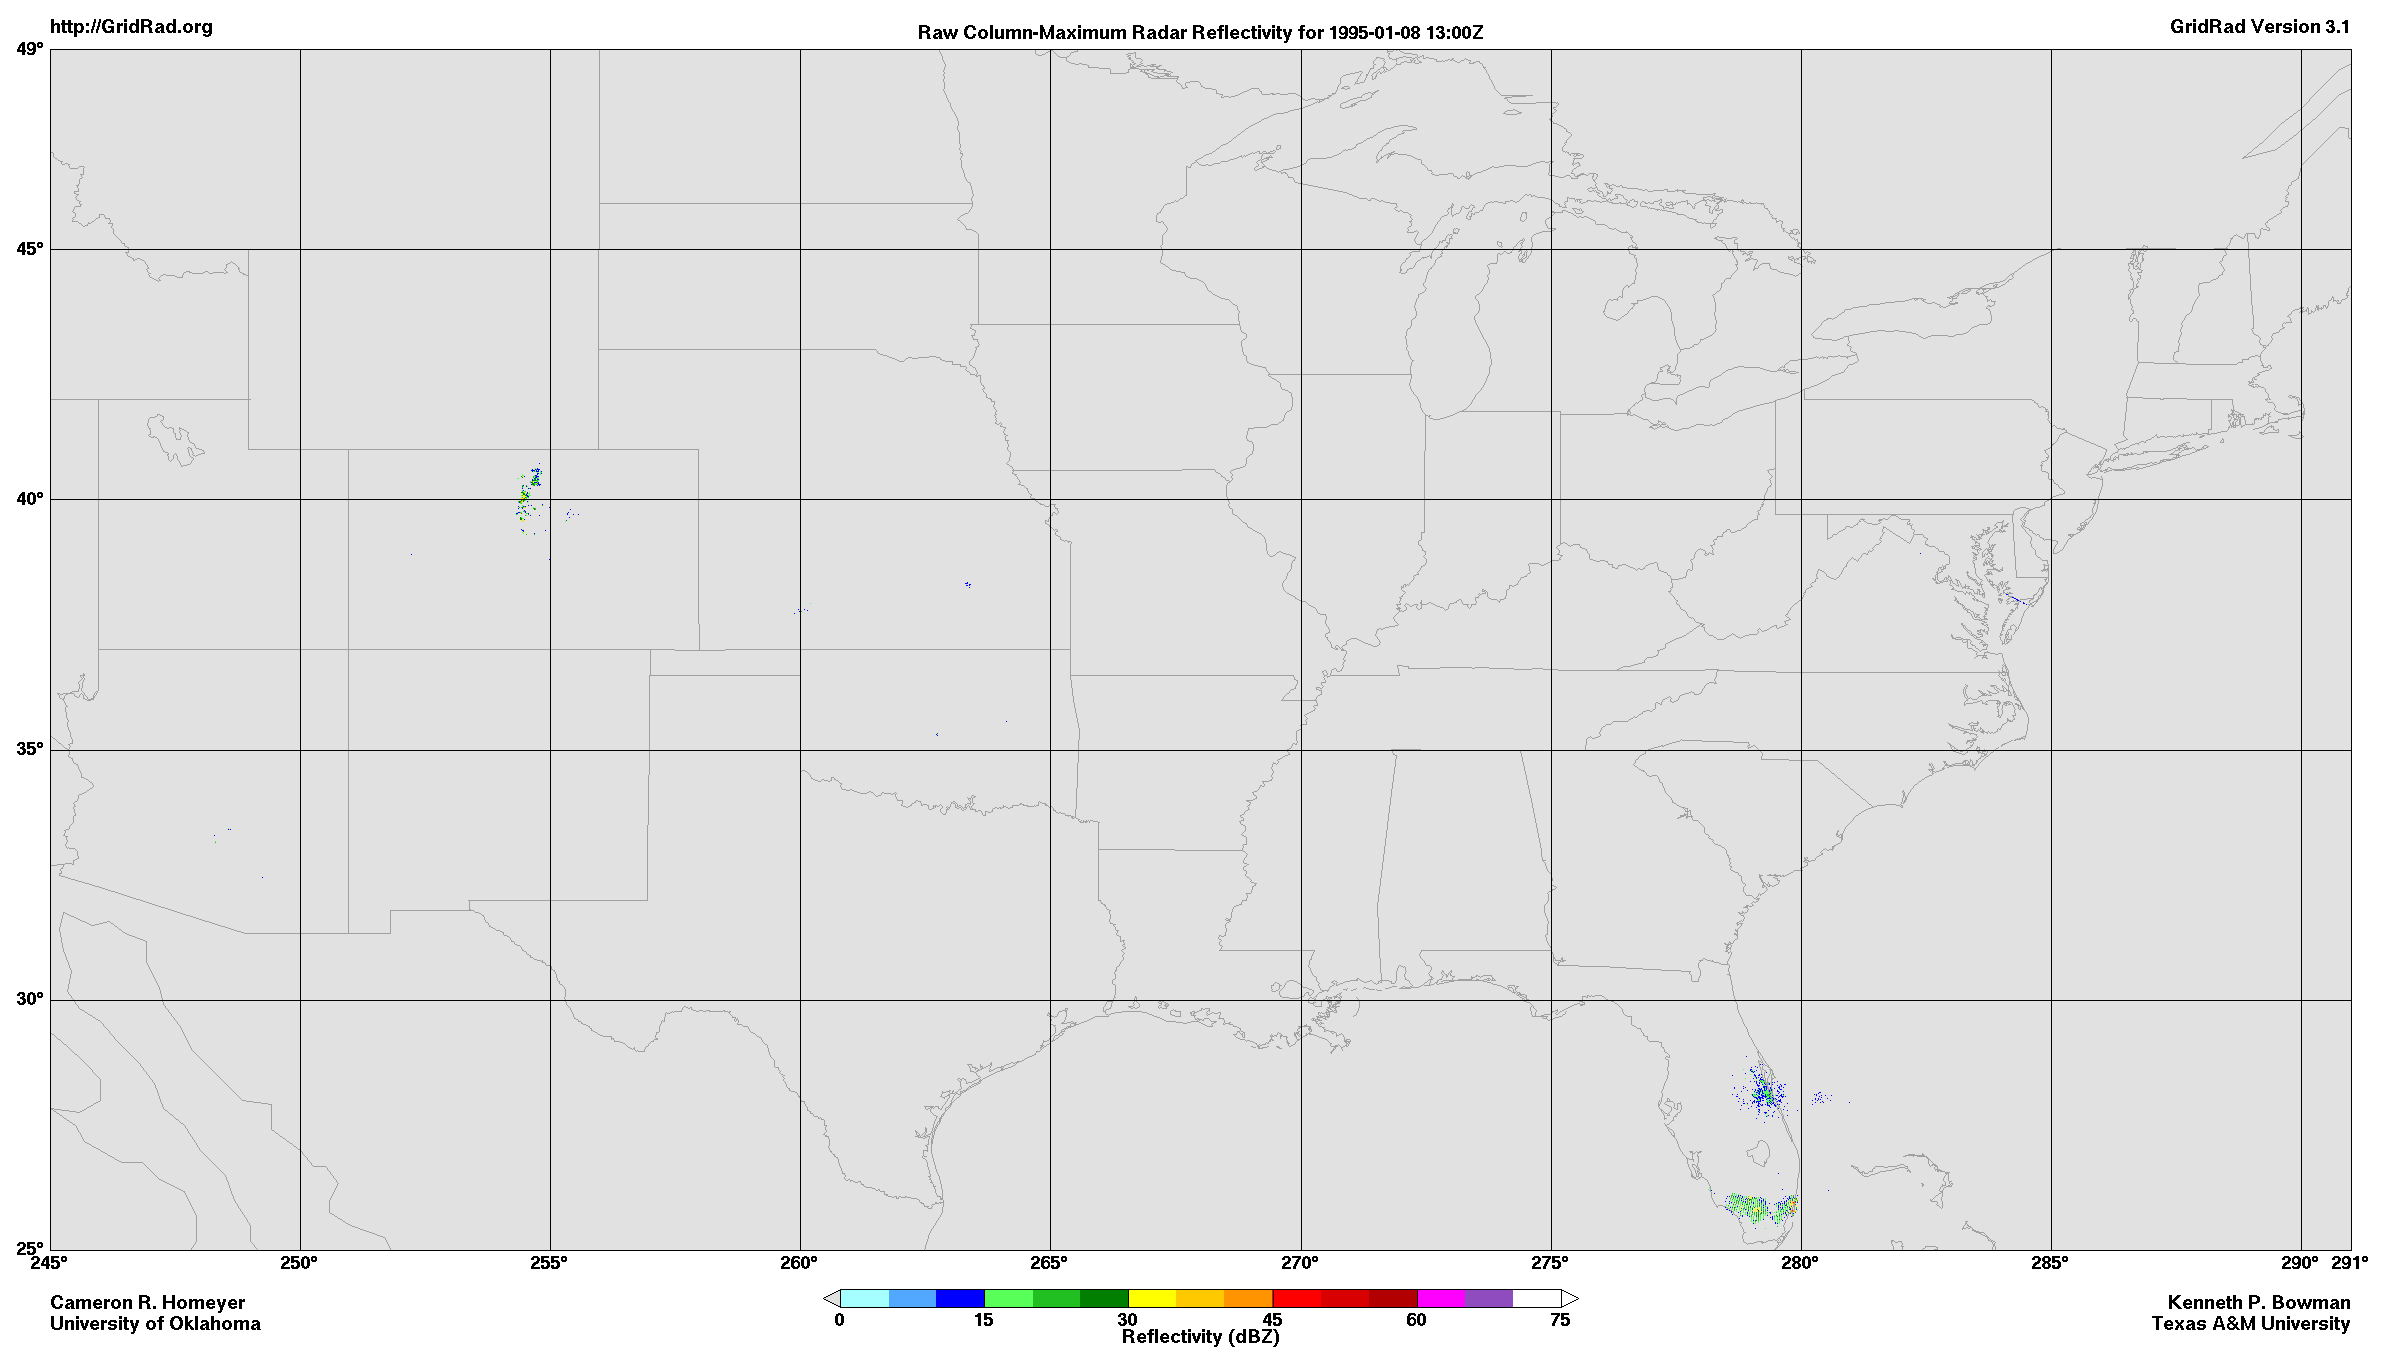 http://GridRad.org
Raw Column-Maximum Radar Reflectivity for 1995-01-08 13:00Z
GridRad Version 3.1
49°
45°
40°
35°
30°
25°
245° 250° 255° 260° 265° 270° 275° 280° 285° 290° 291°
Cameron R. Homeyer
University of Oklahoma
0 15 30 45 60 75
Reflectivity (dBZ)
Kenneth P. Bowman
Texas A&M University